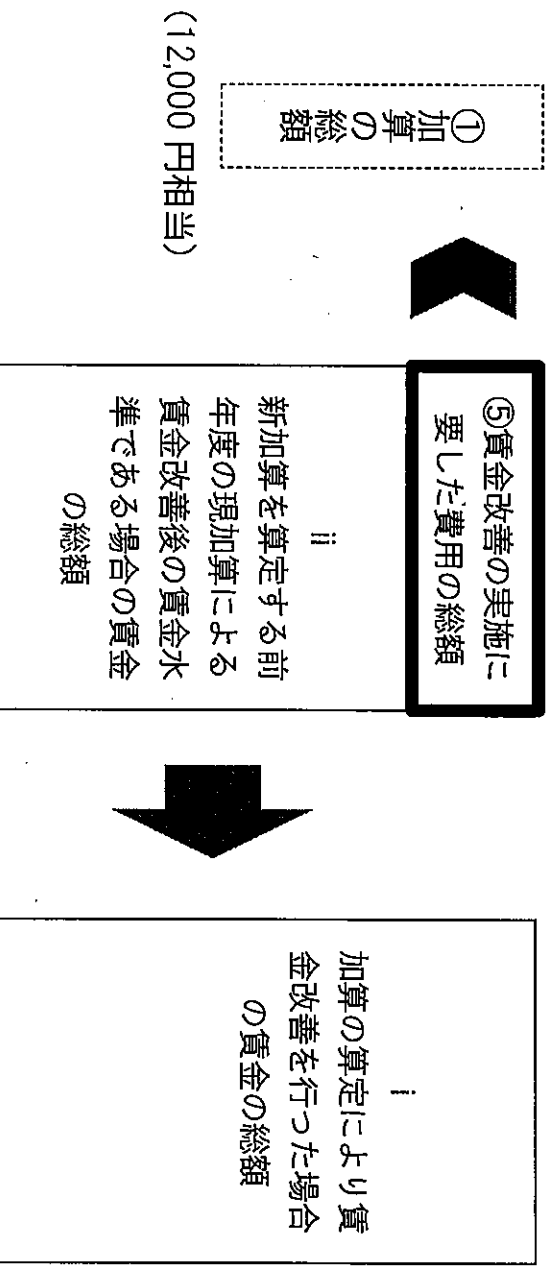 ①加算の総額
(12,000 円相当)
⑤賃金改善の実施に
要した費用の総額
ii
新加算を算定する前
年度の現加算による
賃金改善後の賃金水
準である場合の賃金
の総額
i
加算の算定により賃
金改善を行った場合
の賃金の総額